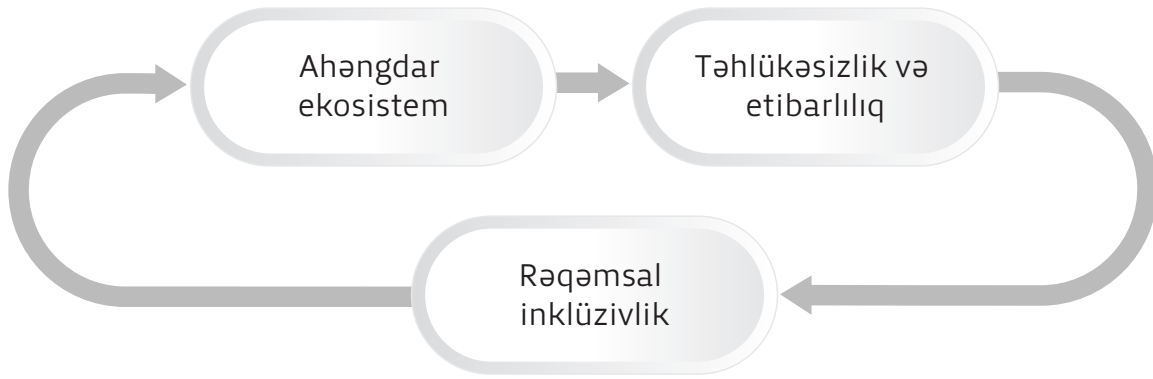 Ahəngdar
ekosistem
Təhlükəsizlik və
etibarlılıq
Rəqəmsal
inklüzivlik